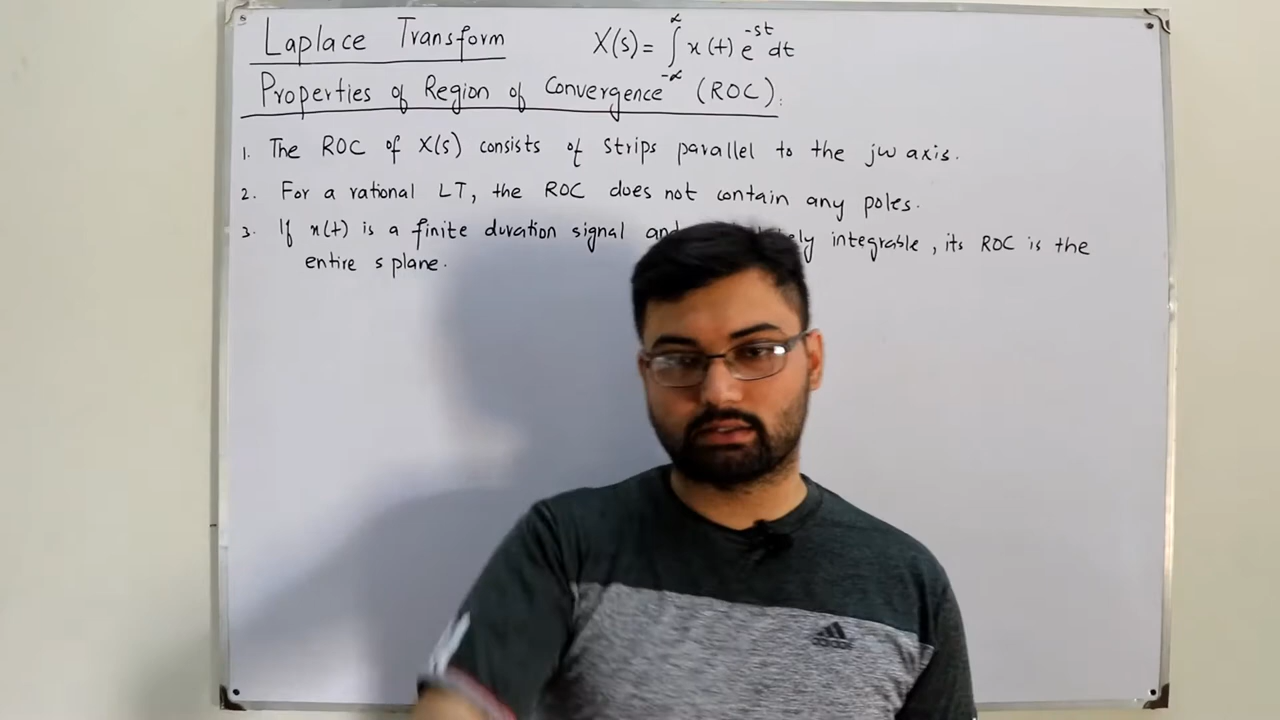 Laplace Transform X(s) = ∫ x(t) e^-st dt
Properties of Region of Convergence (ROC):
1. The ROC of X(s) consists of strips parallel to the jw axis.
2. For a rational LT, the ROC does not contain any poles.
3. If x(t) is a finite duration signal and integrable, its ROC is the
entire s plane.
adidas